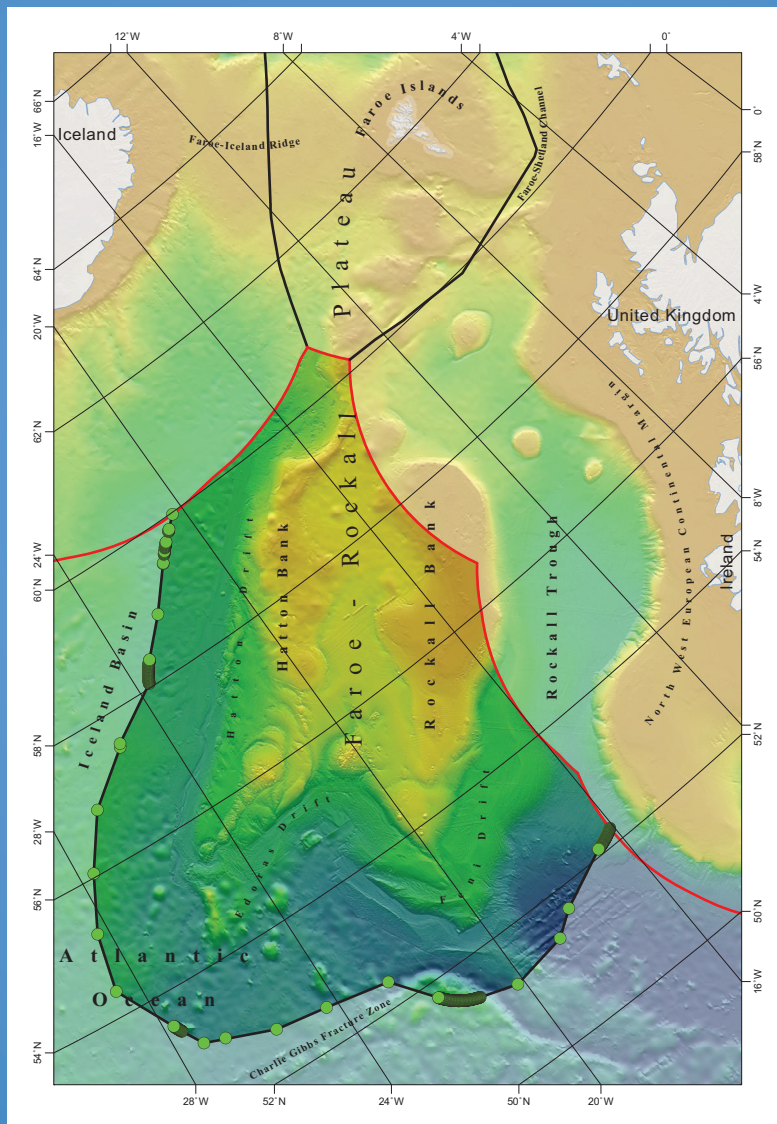 12°W
8°W
4°W
0°
66°N
16°W
64°N
20°W
62°N
24°W
60°N
58°N
28°W
56°N
54°N
0°
58°N
4°W
56°N
8°W
54°N
52°N
50°N
16°W
28°W
52°N
24°W
50°N
20°W
Iceland
Faroe-Iceland Ridge
Faroe Islands
Faroe-Shetland Channel
United Kingdom
Ireland
North West European Continental Margin
Faroe - Rockall Plateau
Hatton Drift
Hatton Bank
Rockall Bank
Rockall Trough
Iceland Basin
Edoras Drift
Feni Drift
Atlantic
Ocean
Charlie Gibbs Fracture Zone